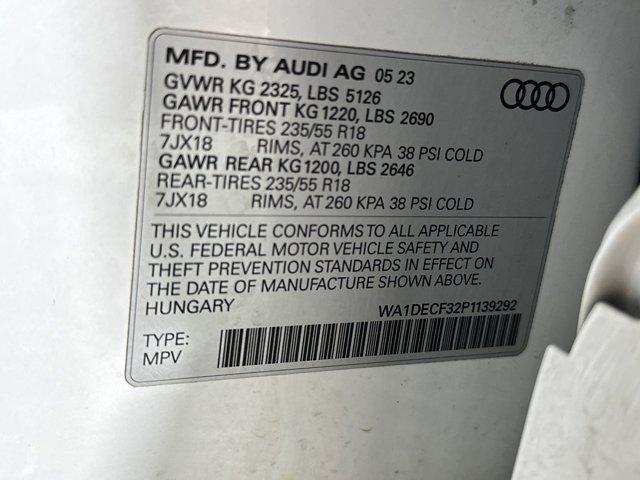 MFD. BY AUDI AG 05 23
GVWR KG 2325, LBS 5126
GAWR FRONT KG 1220, LBS 2690
FRONT-TIRES 235/55 R18
7JX18 RIMS, AT 260 KPA 38 PSI COLD
GAWR REAR KG 1200, LBS 2646
REAR-TIRES 235/55 R18
7JX18 RIMS, AT 260 KPA 38 PSI COLD
THIS VEHICLE CONFORMS TO ALL APPLICABLE
U.S. FEDERAL MOTOR VEHICLE SAFETY AND
THEFT PREVENTION STANDARDS IN EFFECT ON
THE DATE OF MANUFACTURE SHOWN ABOVE.
HUNGARY WA1DECF32P1139292
TYPE:
MPV